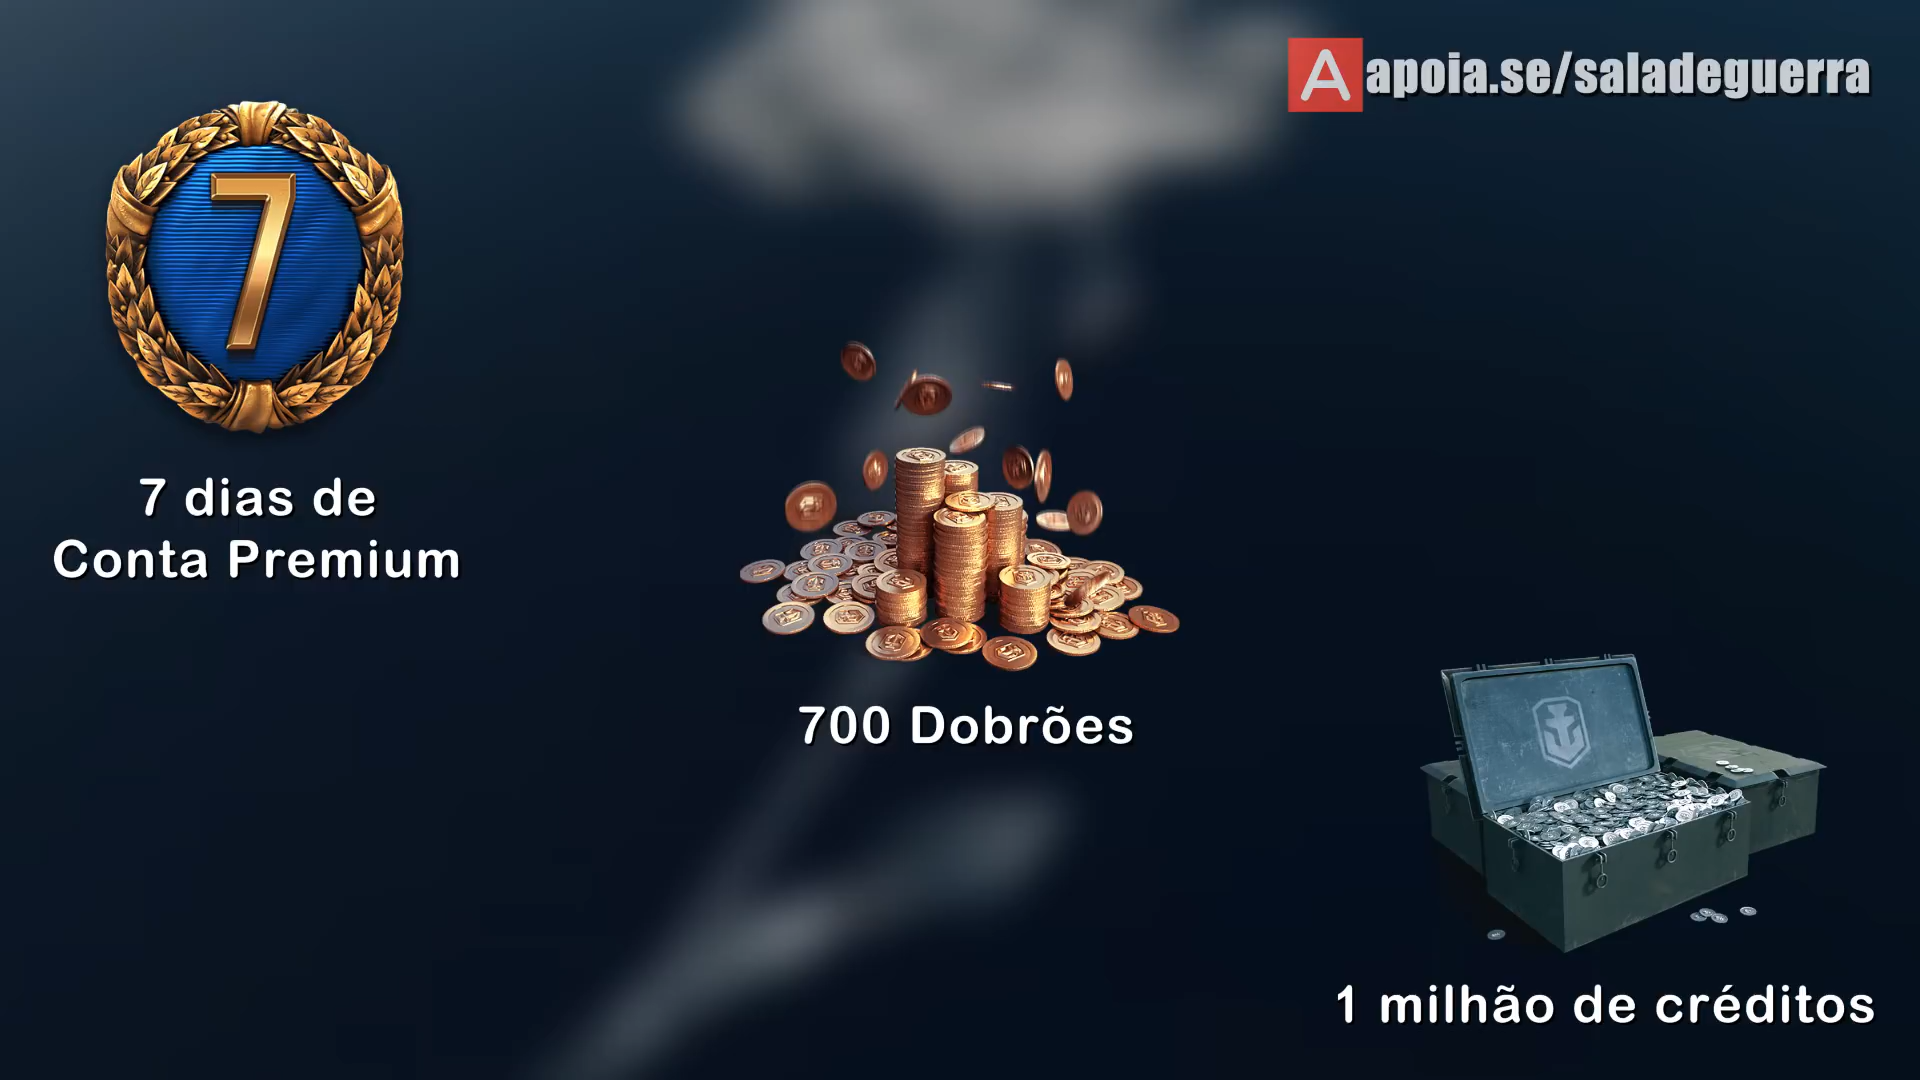 A apoia.se/saladeguerra
7
7 dias de
Conta Premium
700 Dobrões
1 milhão de créditos